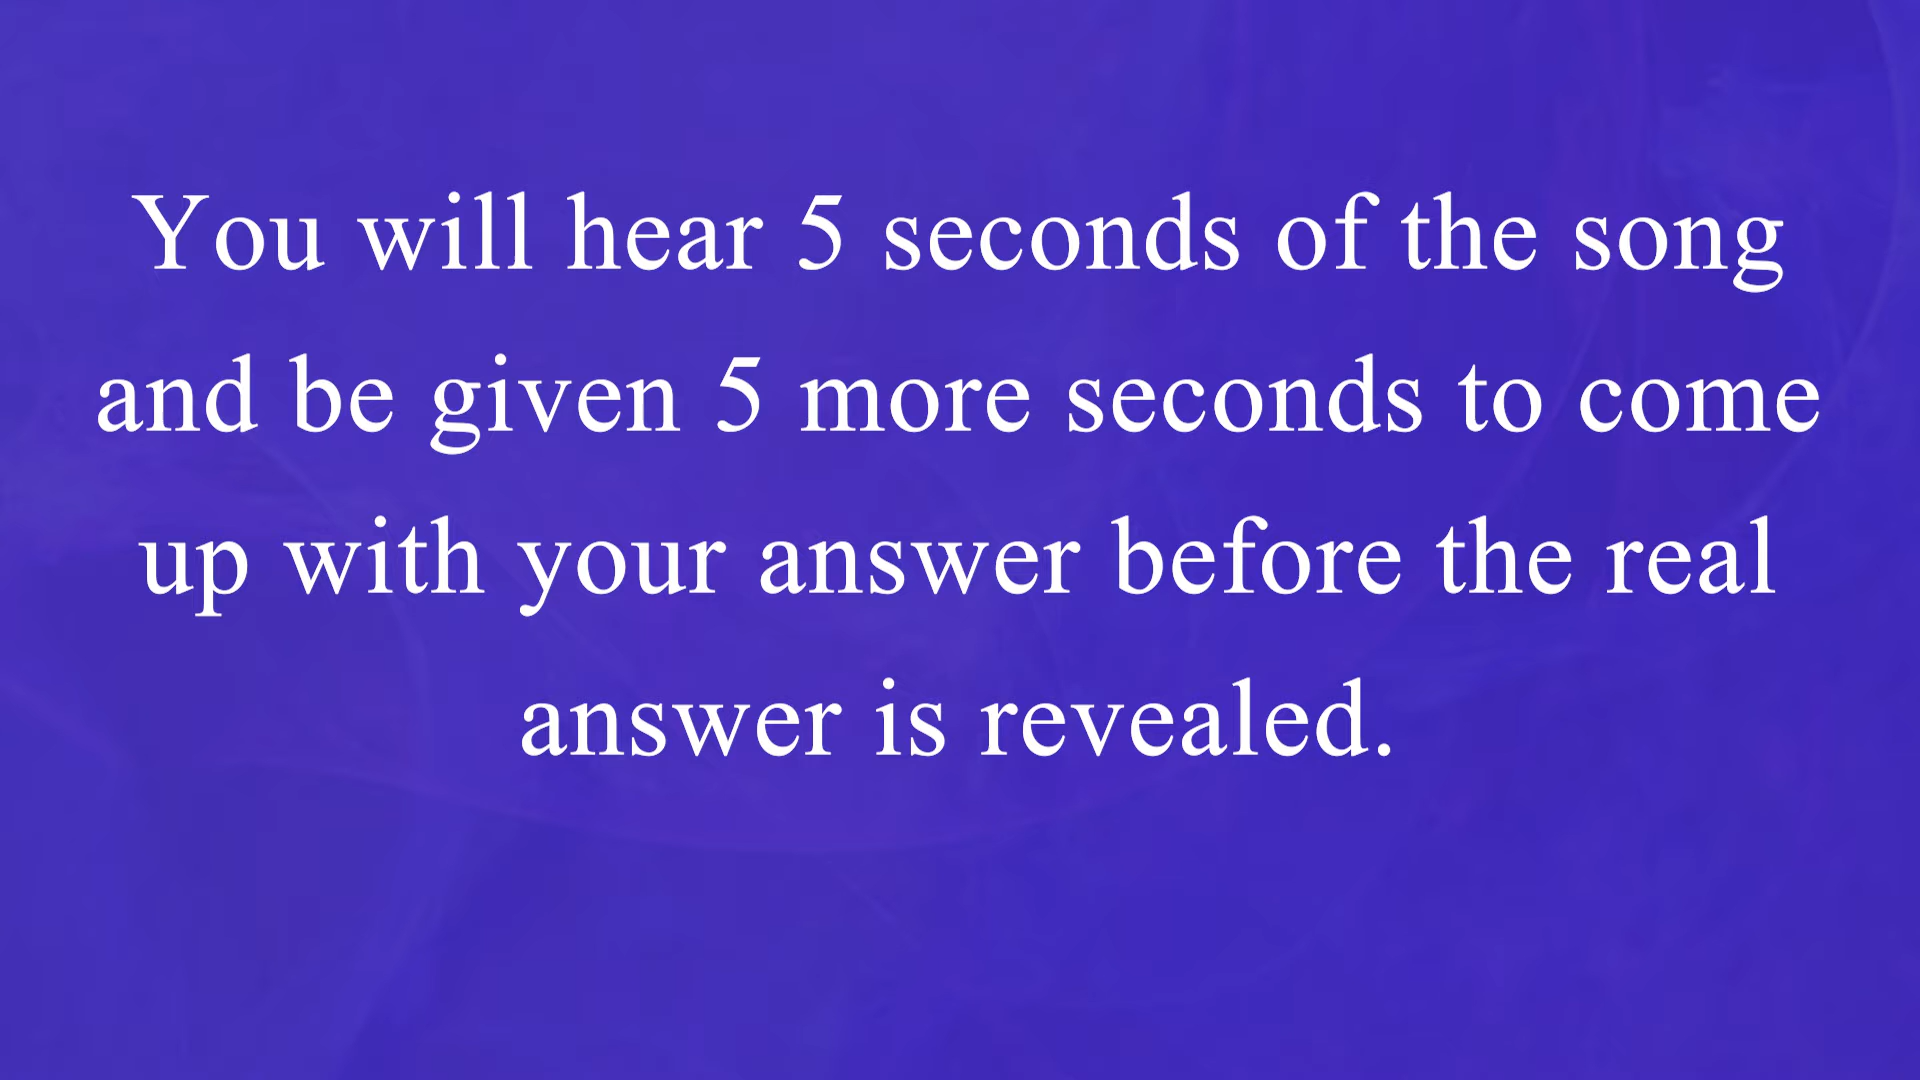 You will hear 5 seconds of the song
and be given 5 more seconds to come
up with your answer before the real
answer is revealed.